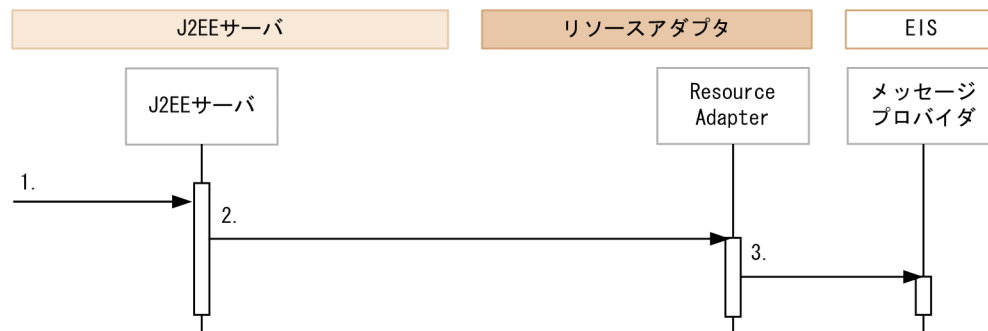 J2EEサーバ
リソースアダプタ
EIS
J2EEサーバ
Resource
Adapter
メッセージ
プロバイダ
1.
2.
3.